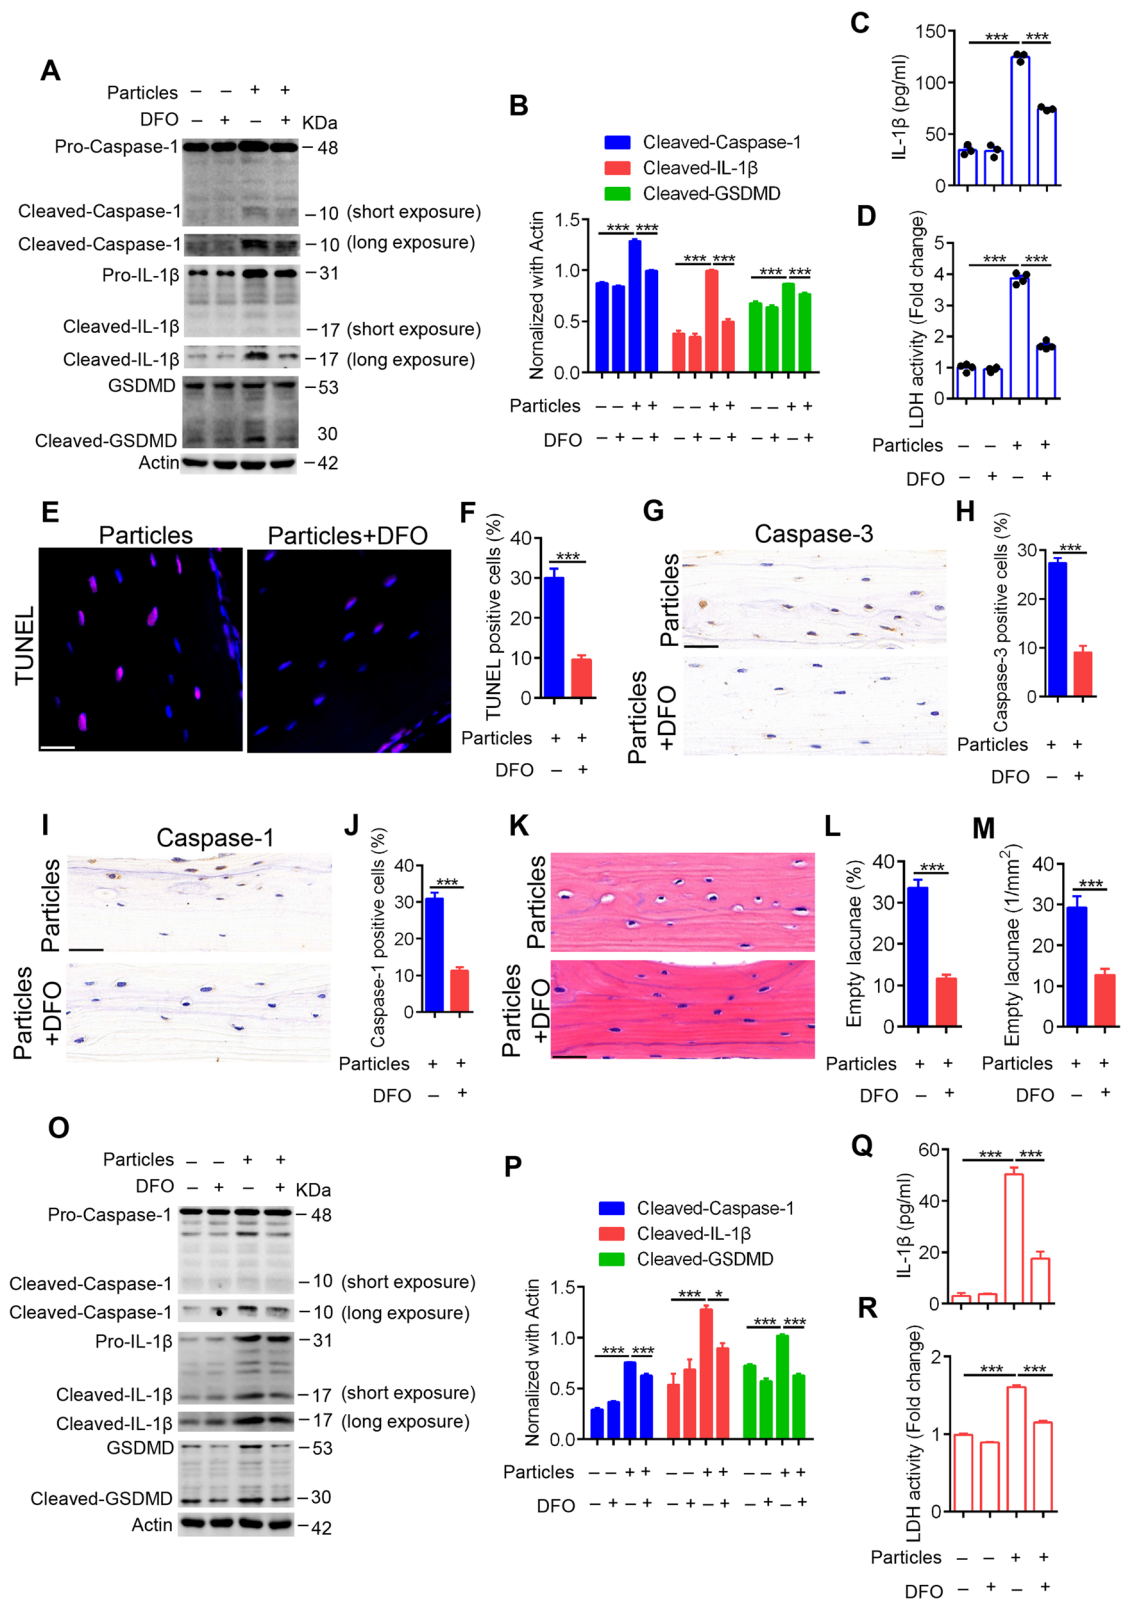 A
Particles – – + +
DFO – + – + KDa
Pro-Caspase-1 –48
Cleaved-Caspase-1 –10 (short exposure)
Cleaved-Caspase-1 –10 (long exposure)
Pro-IL-1β –31
Cleaved-IL-1β –17 (short exposure)
Cleaved-IL-1β –17 (long exposure)
GSDMD –53
Cleaved-GSDMD 30
Actin –42
B
Cleaved-Caspase-1
Cleaved-IL-1β
Cleaved-GSDMD
Nornalized with Actin
1.5
1.0
0.5
0.0
*** *** *** *** *** ***
Particles – – + + – – + + – – + +
DFO – + – + – + – + – + – +
C
IL-1β (pg/ml)
150
100
50
0
*** ***
D
LDH activity (Fold change)
5
4
3
2
1
0
*** ***
Particles – – + +
DFO – + – +
E
Particles Particles+DFO
TUNEL
F
TUNEL positive cells (%)
40
30
20
10
0
***
Particles + +
DFO – +
G
Caspase-3
Particles
Particles
+DFO
H
Caspase-3 positive cells (%)
30
20
10
0
***
Particles + +
DFO – +
I
Caspase-1
Particles
Particles
+DFO
J
Caspase-1 positive cells (%)
40
30
20
10
0
***
Particles + +
DFO – +
K
Particles
Particles
+DFO
L
Empty lacunae (%)
40
30
20
10
0
***
Particles + +
DFO – +
M
Empty lacunae (1/mm2)
40
30
20
10
0
***
Particles + +
DFO – +
O
Particles – – + +
DFO – + – + KDa
Pro-Caspase-1 –48
Cleaved-Caspase-1 –10 (short exposure)
Cleaved-Caspase-1 –10 (long exposure)
Pro-IL-1β –31
Cleaved-IL-1β –17 (short exposure)
Cleaved-IL-1β –17 (long exposure)
GSDMD –53
Cleaved-GSDMD –30
Actin –42
P
Cleaved-Caspase-1
Cleaved-IL-1β
Cleaved-GSDMD
Nornalized with Actin
1.5
1.0
0.5
0.0
*** *** *** * *** ***
Particles – – + + – – + + – – + +
DFO – + – + – + – + – + – +
Q
IL-1β (pg/ml)
60
40
20
0
*** ***
R
LDH activity (Fold change)
2
1
0
*** ***
Particles – – + +
DFO – + – +